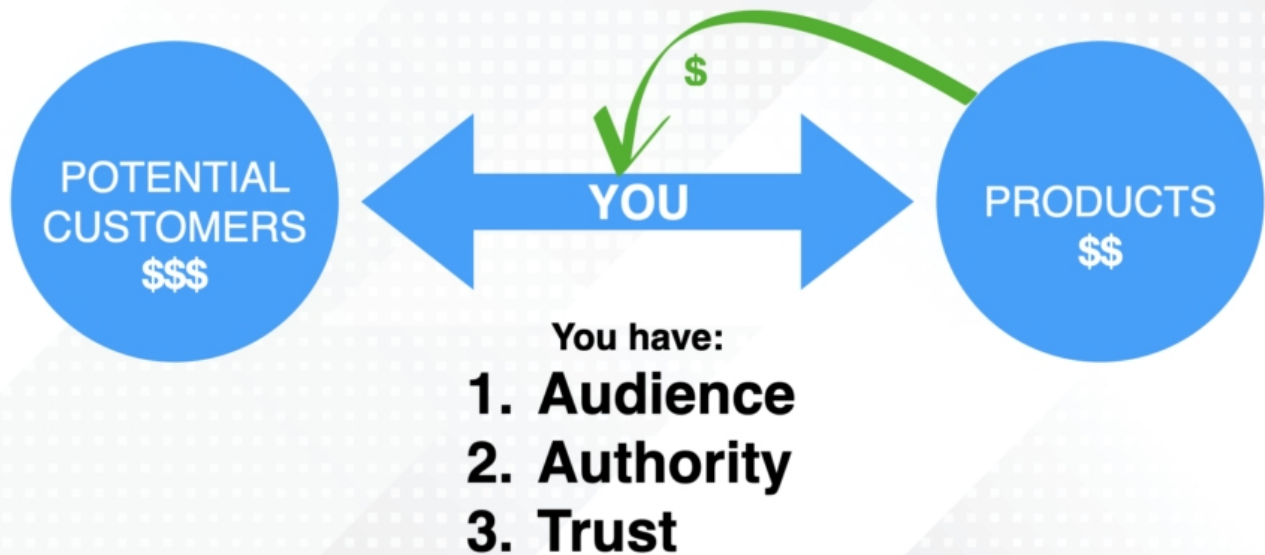 $
POTENTIAL
CUSTOMERS
$$$
YOU
PRODUCTS
$$
You have:
1. Audience
2. Authority
3. Trust